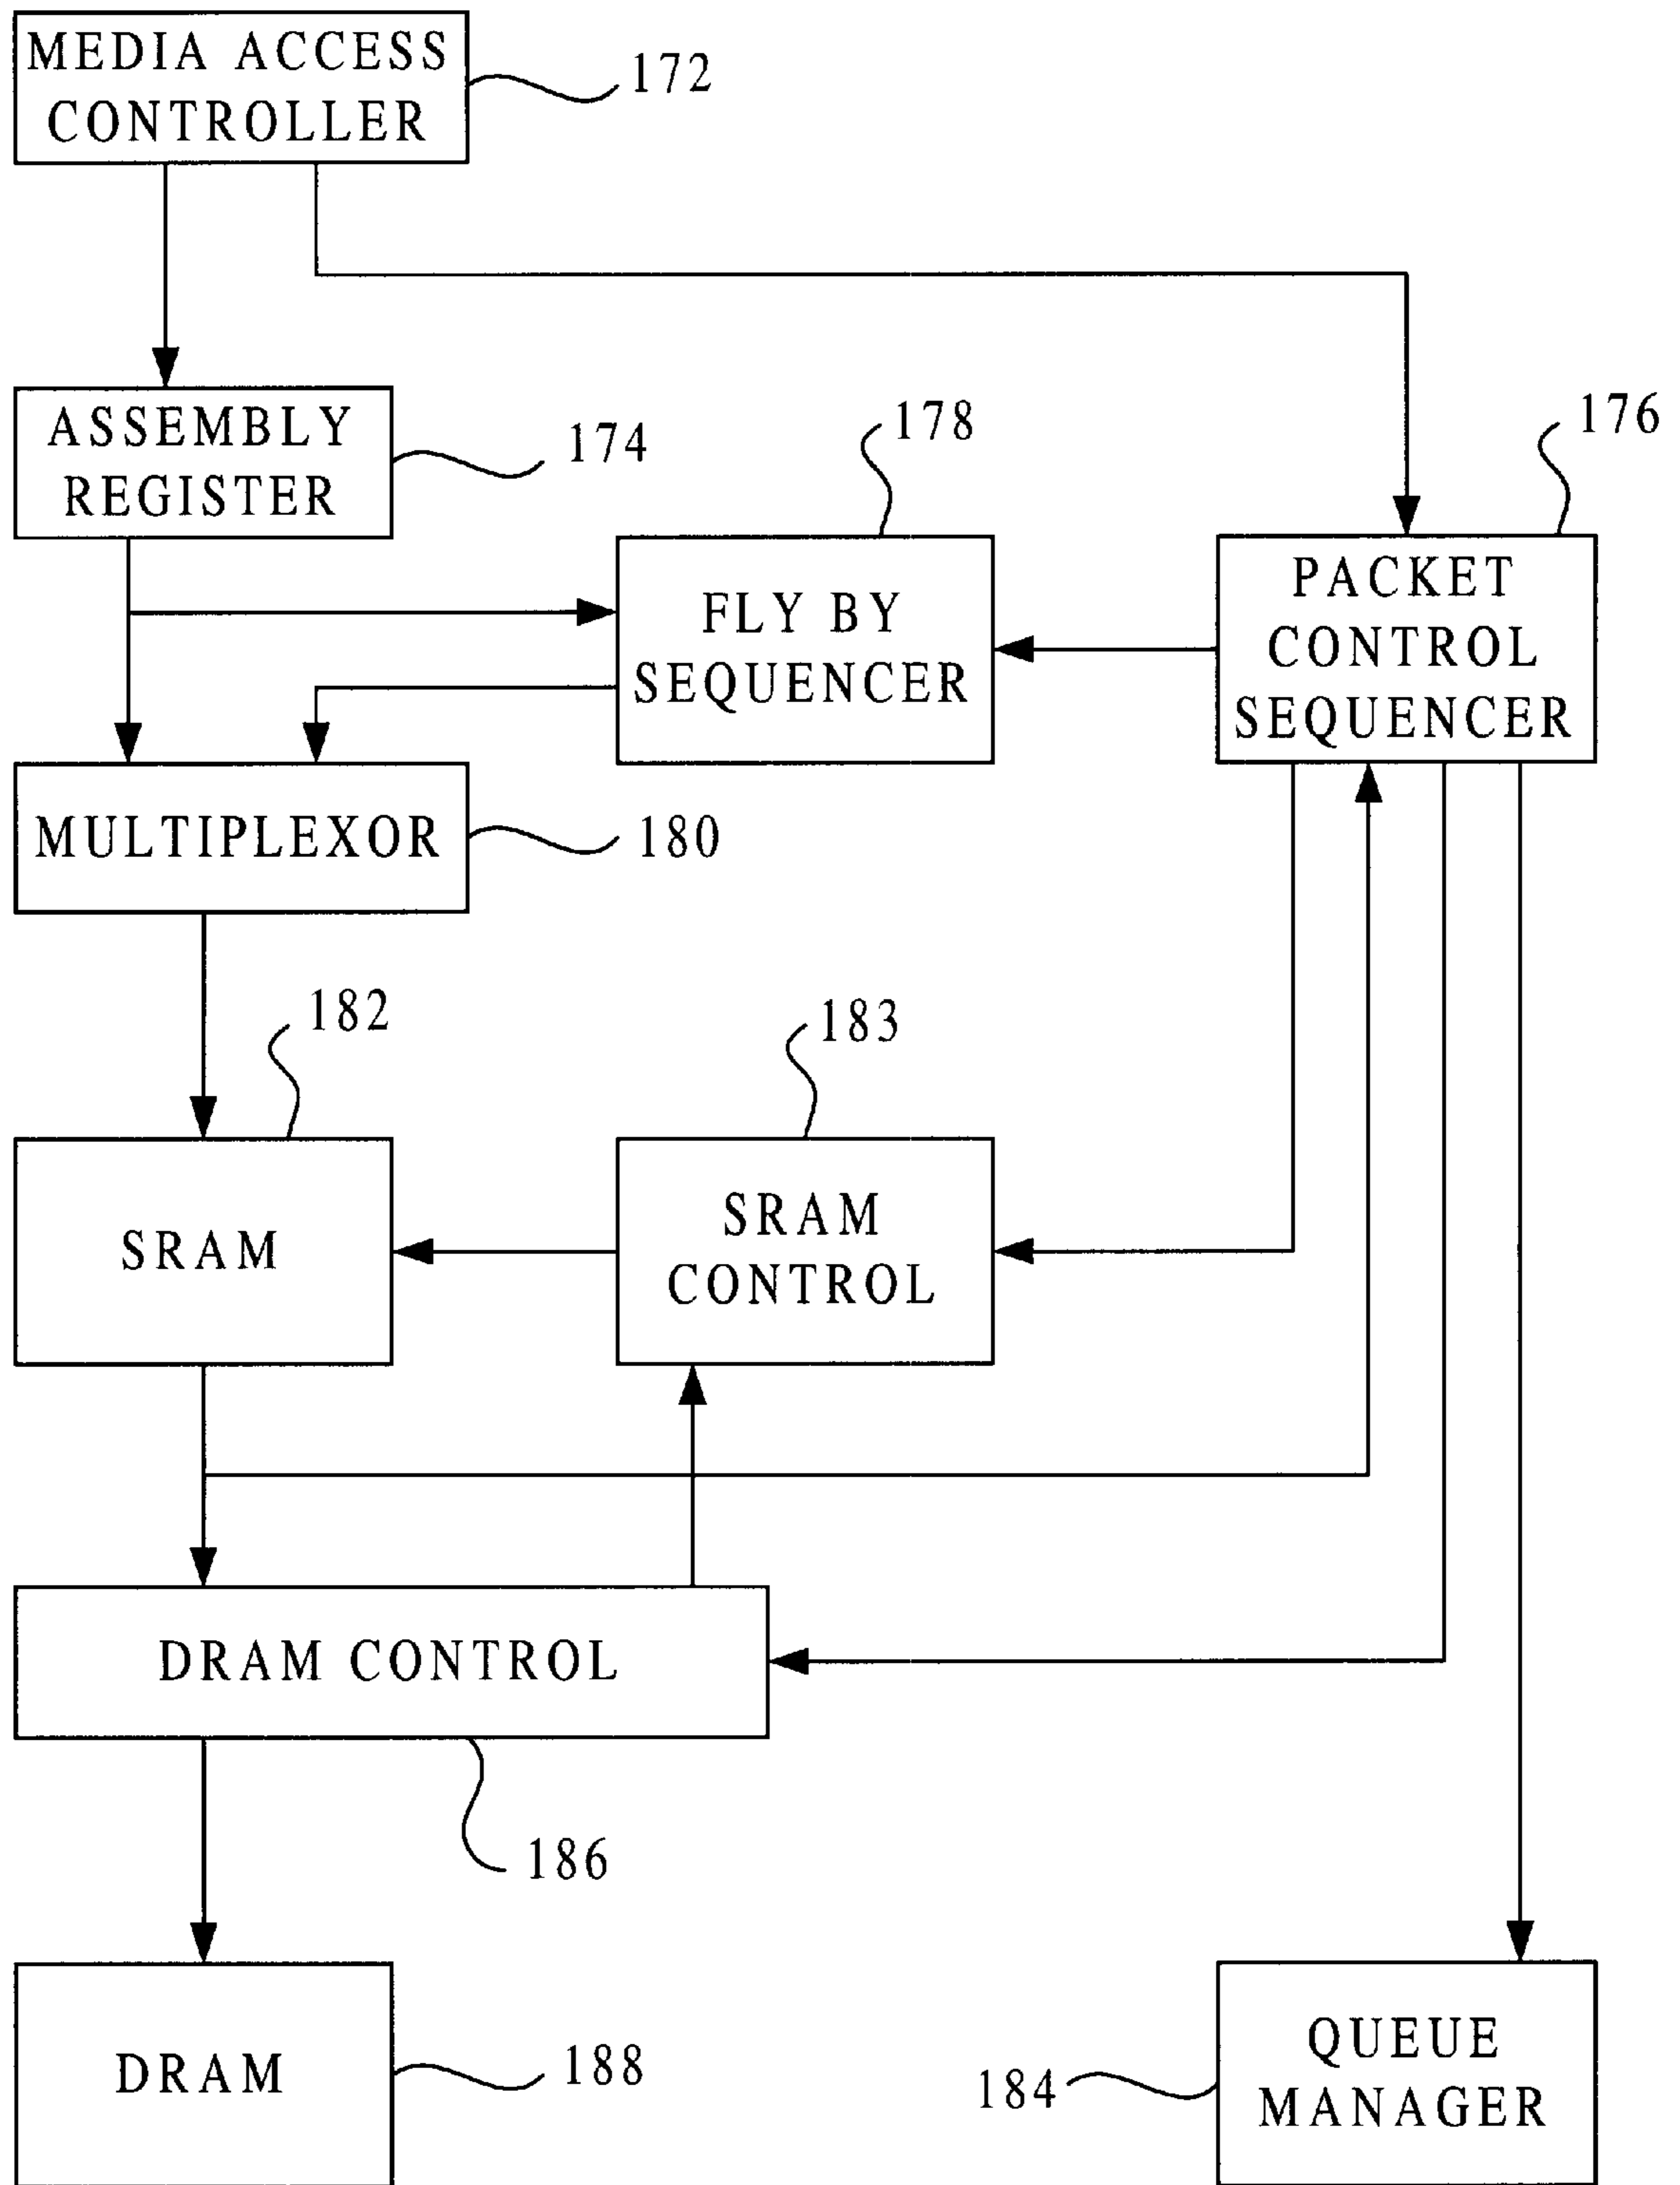 MEDIA ACCESS
CONTROLLER
172
ASSEMBLY
REGISTER
174
178
176
FLY BY
SEQUENCER
PACKET
CONTROL
SEQUENCER
MULTIPLEXOR
180
182
183
SRAM
SRAM
CONTROL
DRAM CONTROL
186
DRAM
188
184
QUEUE
MANAGER